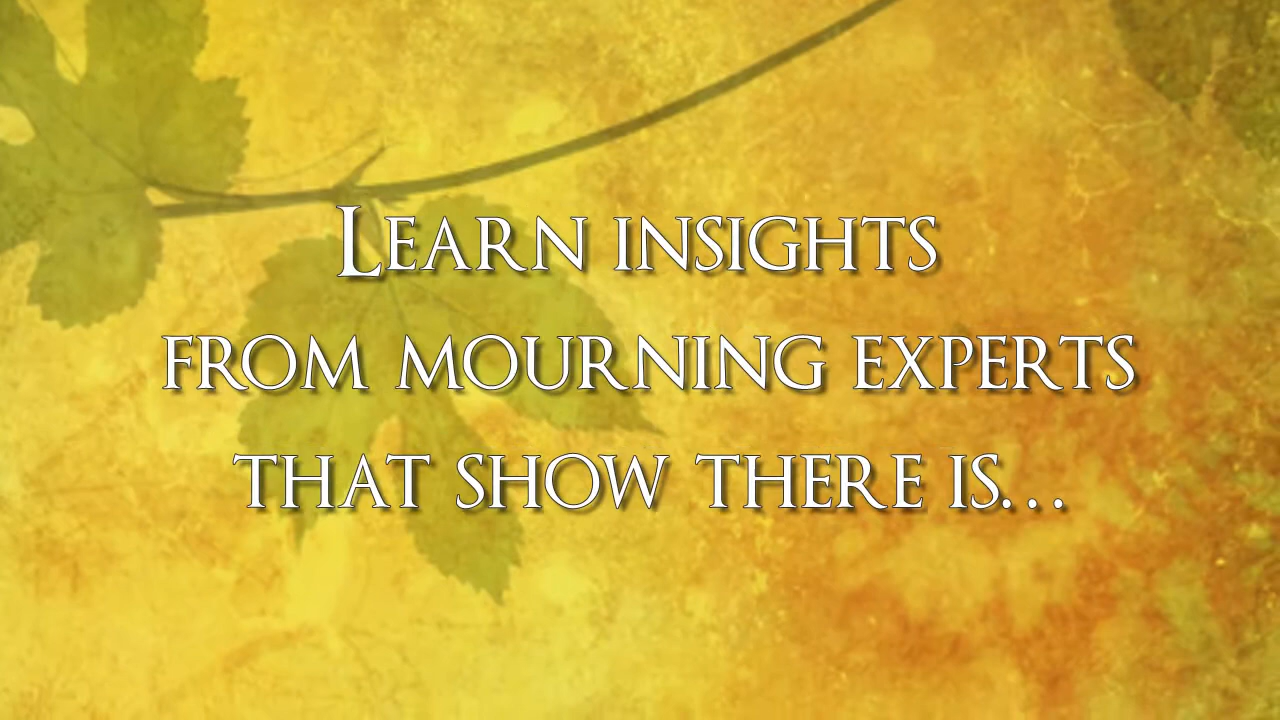 Learn insights
from mourning experts
that show there is...